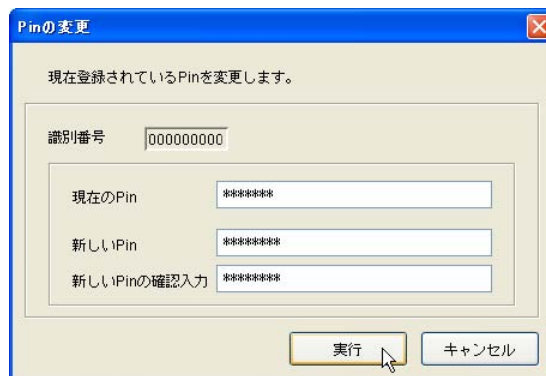 Pinの変更
現在登録されているPinを変更します。
識別番号 000000000
現在のPin *******
新しいPin ********
新しいPinの確認入力 ********
実行 キャンセル